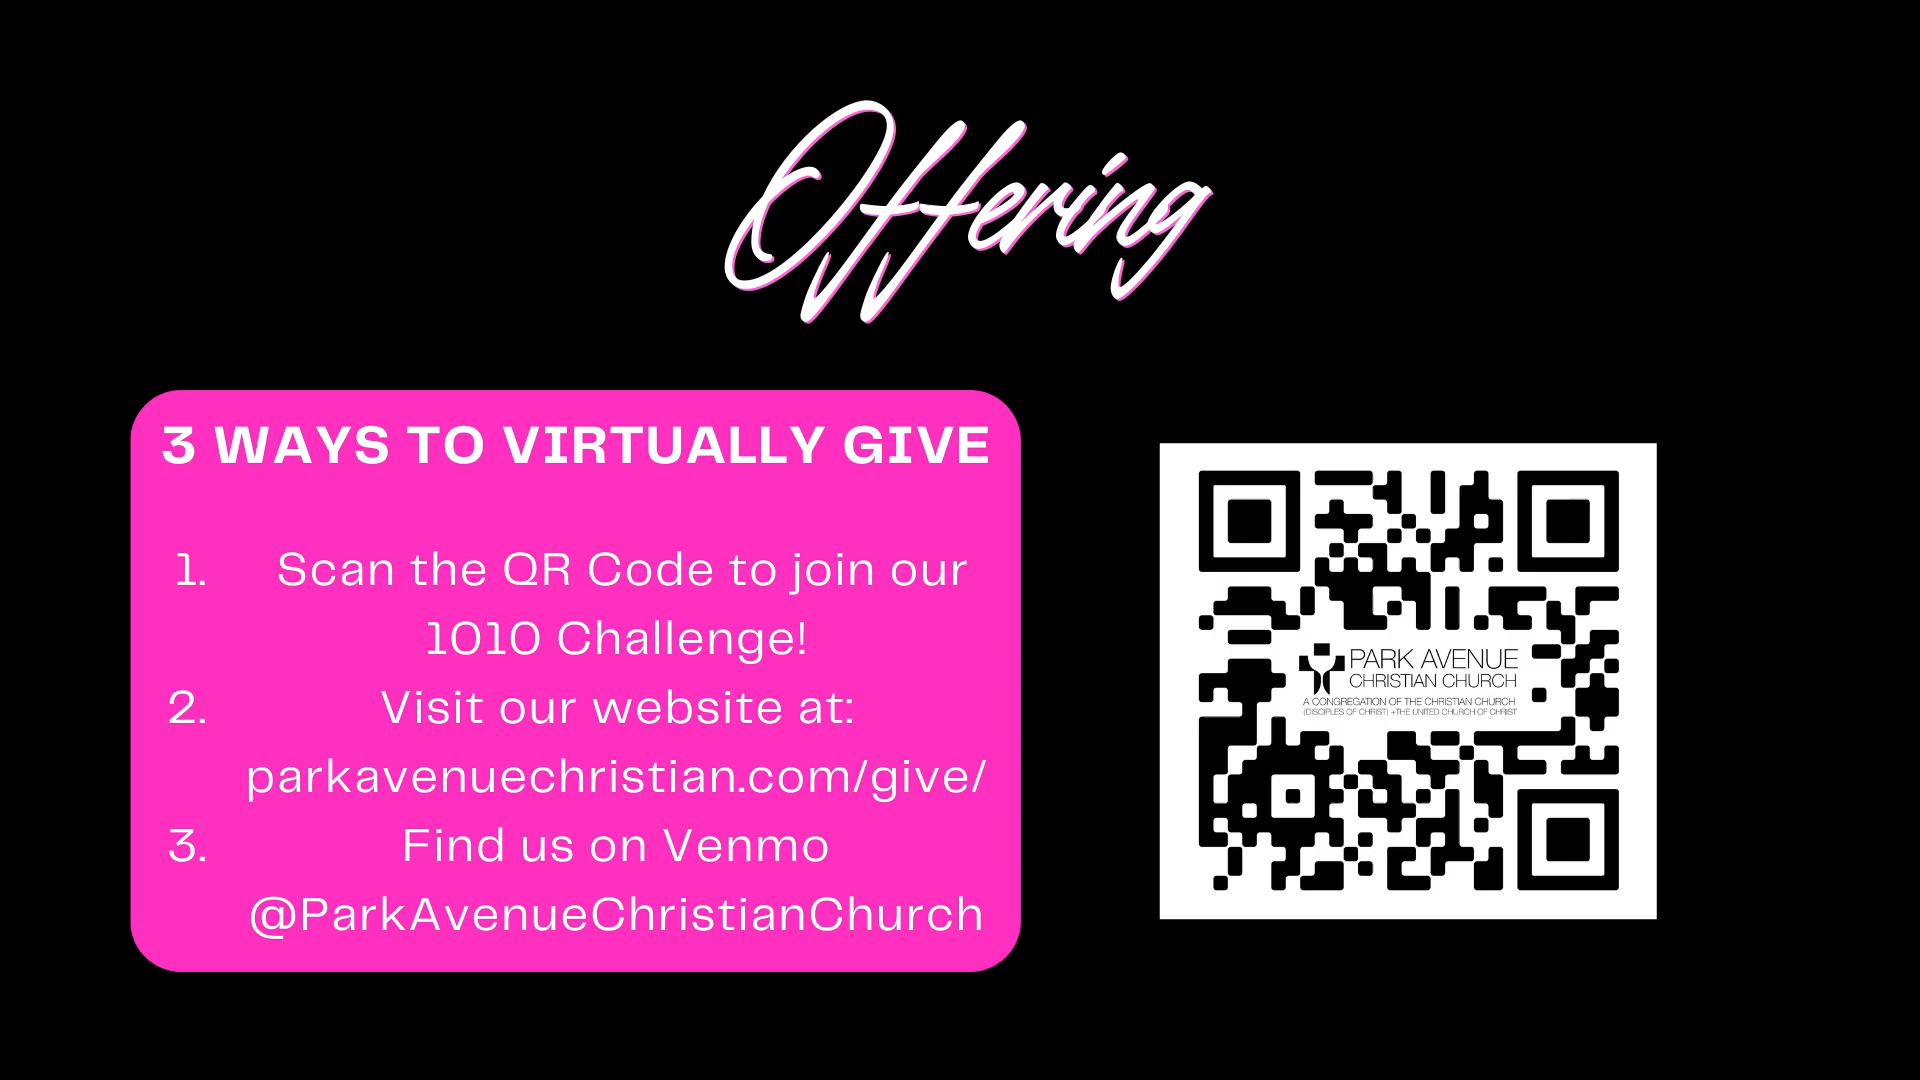 Offering
3 WAYS TO VIRTUALLY GIVE
1. Scan the QR Code to join our
1010 Challenge!
2. Visit our website at:
parkavenuechristian.com/give/
3. Find us on Venmo
@ParkAvenueChristianChurch
PARK AVENUE
CHRISTIAN CHURCH
A CONGREGATION OF THE CHRISTIAN CHURCH
(DISCIPLES OF CHRIST) +THE UNITED CHURCH OF CHRIST